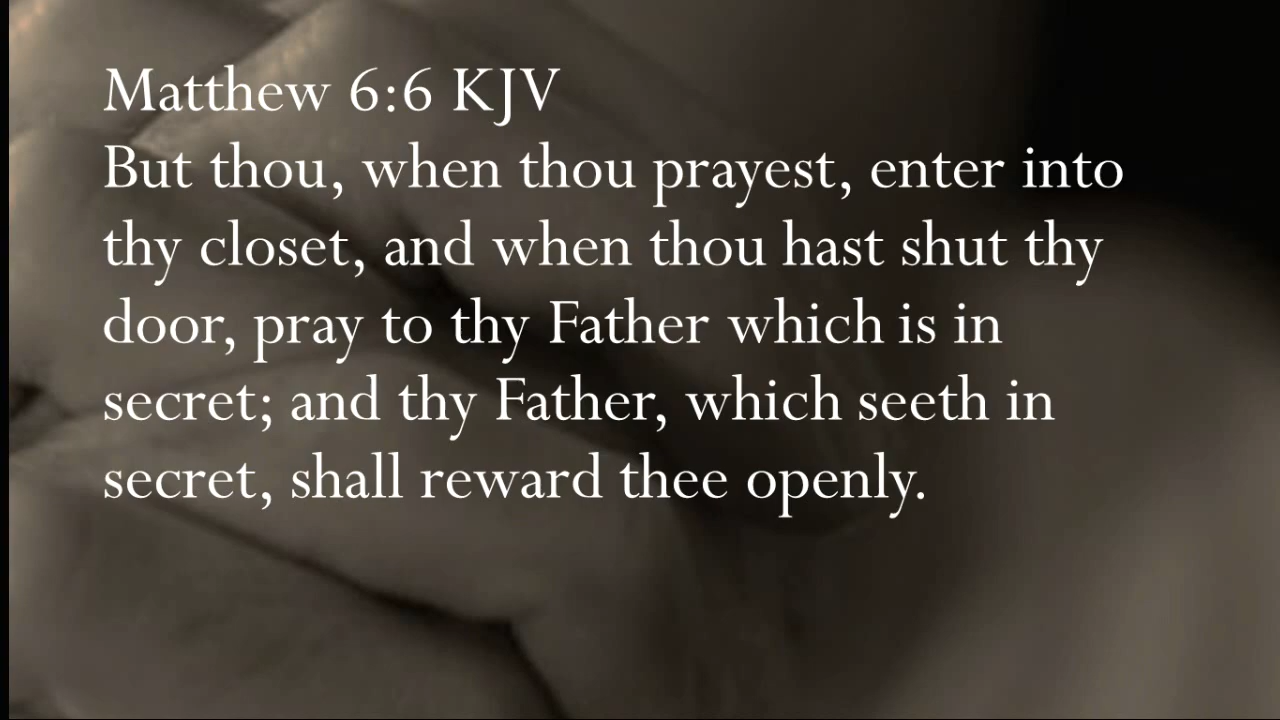 Matthew 6:6 KJV
But thou, when thou prayest, enter into
thy closet, and when thou hast shut thy
door, pray to thy Father which is in
secret; and thy Father, which seeth in
secret, shall reward thee openly.